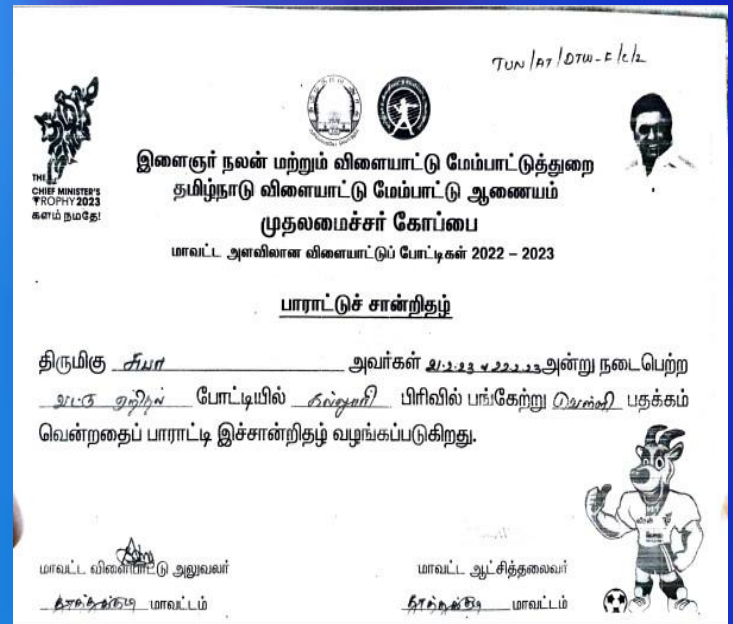 TUN/AT/DTW-F/C/2
THE
CHIEF MINISTER'S
TROPHY 2023
களம் நமதே!
இளைஞர் நலன் மற்றும் விளையாட்டு மேம்பாட்டுத்துறை
தமிழ்நாடு விளையாட்டு மேம்பாட்டு ஆணையம்
முதலமைச்சர் கோப்பை
மாவட்ட அளவிலான விளையாட்டுப் போட்டிகள் 2022 – 2023
பாராட்டுச் சான்றிதழ்
திருமிகு சுபா அவர்கள் 21.2.23 & 22.2.23 அன்று நடைபெற்ற
வட்டு எறிதல் போட்டியில் கல்லூரி பிரிவில் பங்கேற்று வெள்ளி பதக்கம்
வென்றதைப் பாராட்டி இச்சான்றிதழ் வழங்கப்படுகிறது.
மாவட்ட விளையாட்டு அலுவலர்
தூத்துக்குடி மாவட்டம்
மாவட்ட ஆட்சித்தலைவர்
தூத்துக்குடி மாவட்டம்